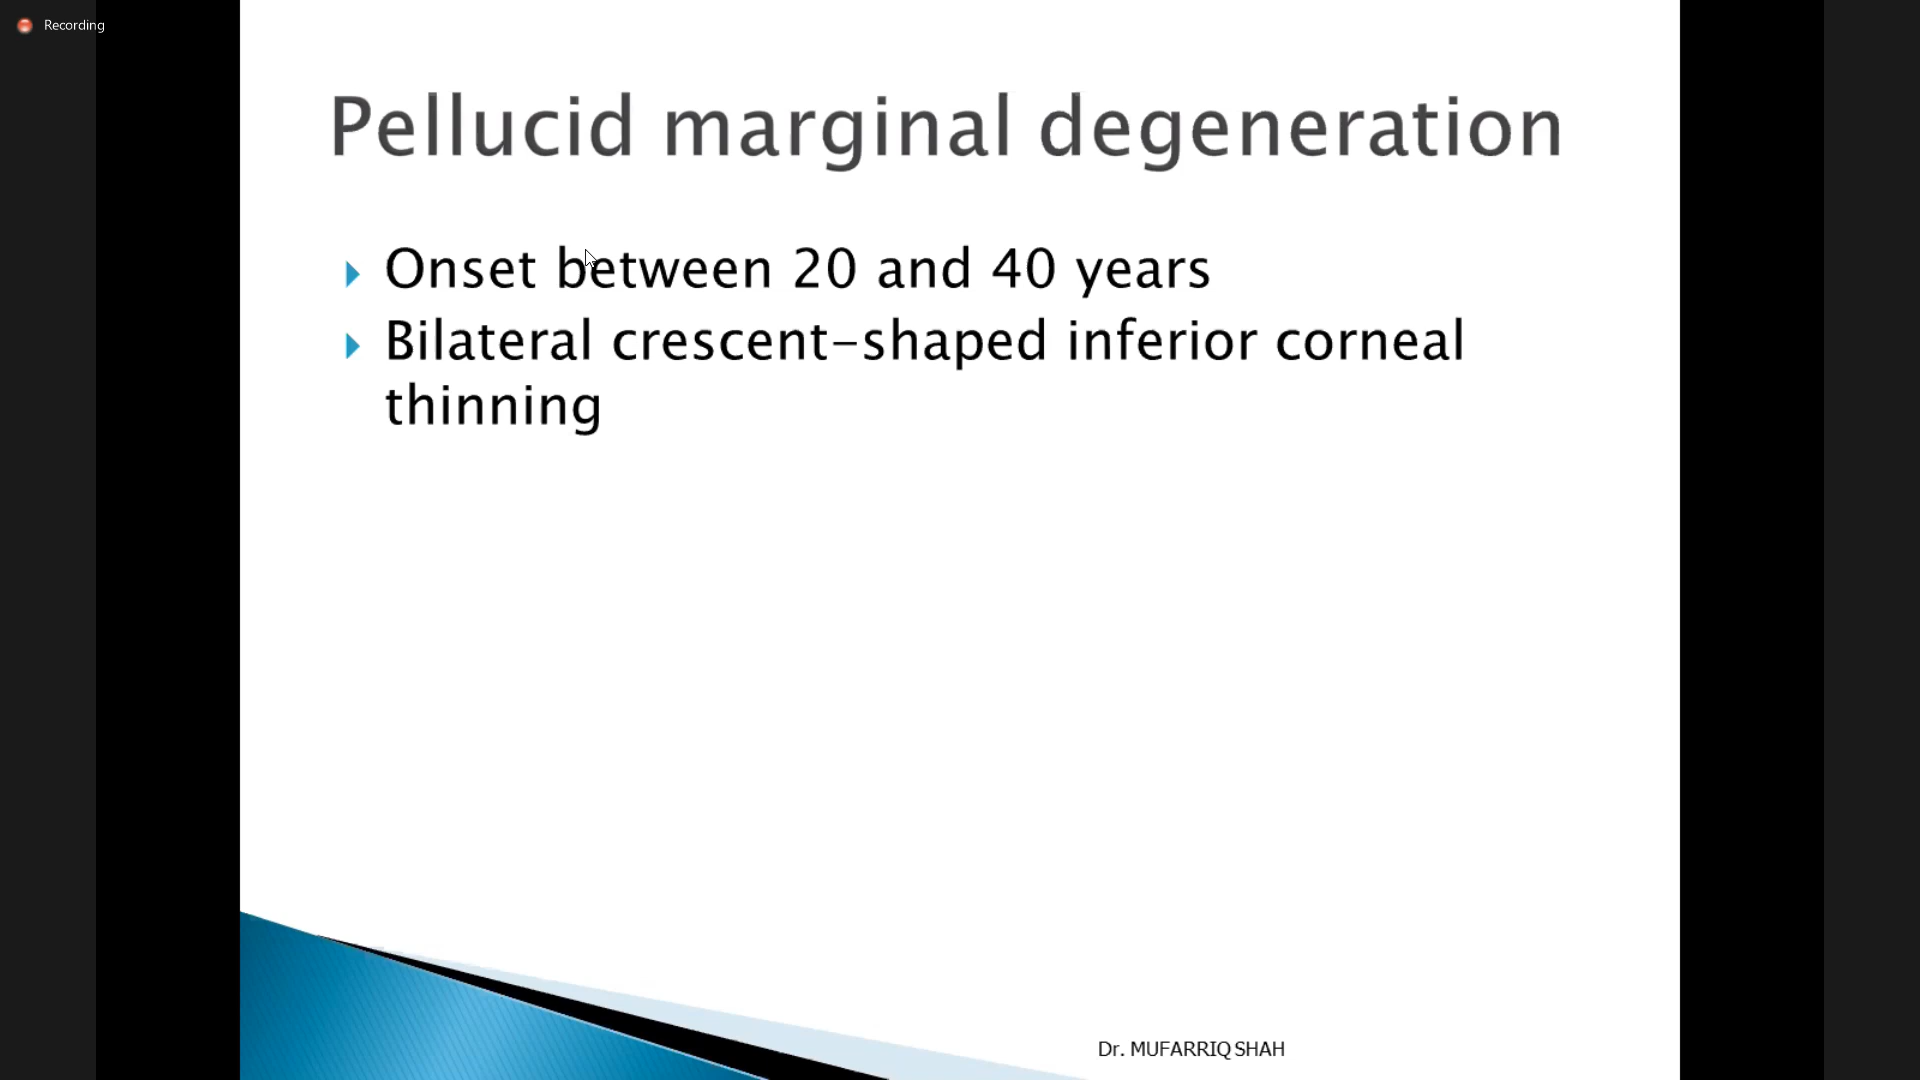 Recording
Pellucid marginal degeneration
Onset between 20 and 40 years
Bilateral crescent-shaped inferior corneal
thinning
Dr. MUFARRIQ SHAH